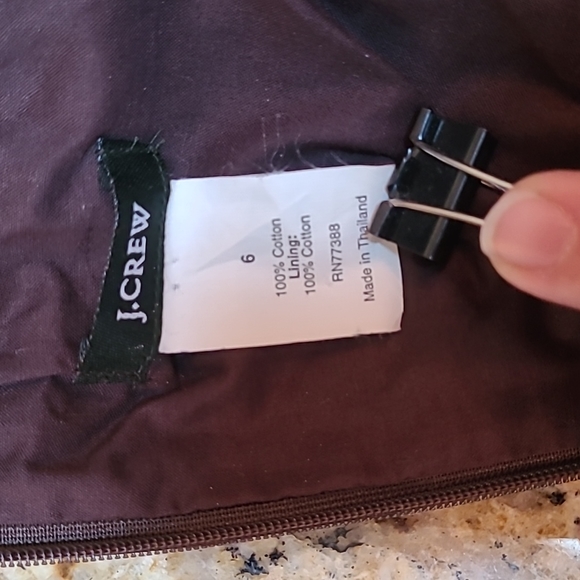 J.CREW
6
100% Cotton
Lining:
100% Cotton
RN77388
Made in Thailand